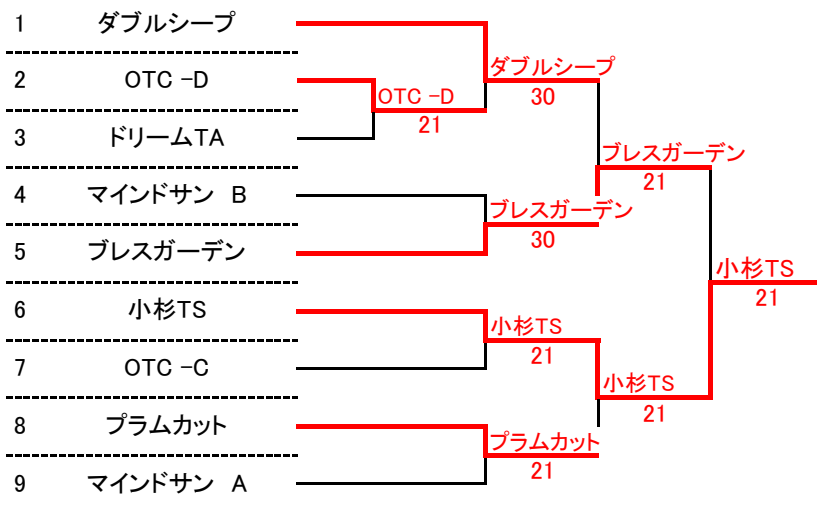 1 ダブルシープ
2 OTC -D
3 ドリームTA
4 マインドサン B
5 ブレスガーデン
6 小杉TS
7 OTC -C
8 プラムカット
9 マインドサン A
OTC -D
21
ダブルシープ
30
ブレスガーデン
30
小杉TS
21
プラムカット
21
ブレスガーデン
21
小杉TS
21
小杉TS
21